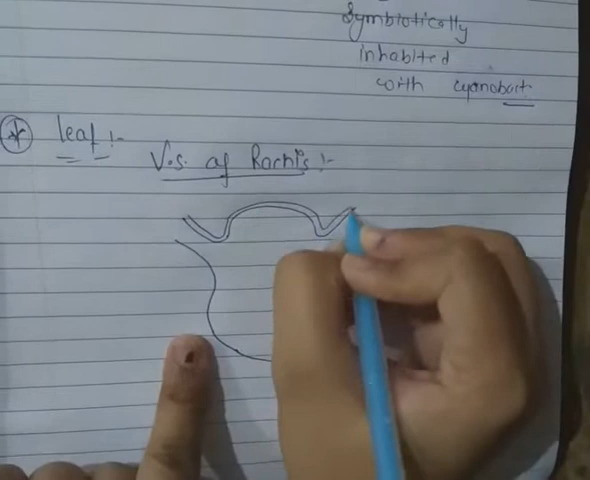 Symbiotically
inhabited
with cyanobact.
* leaf :-
V.s. of Rachis :-